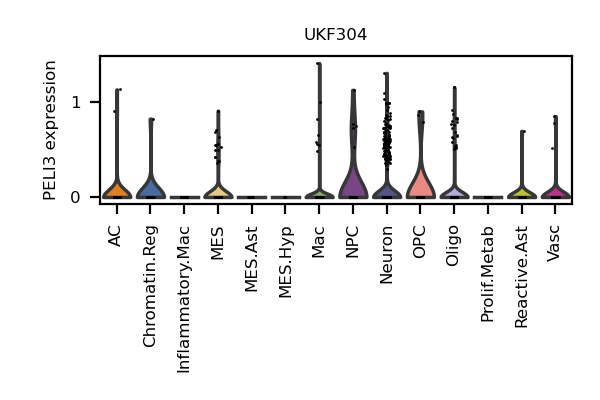 UKF304
PELI3 expression
1
0
AC
Chromatin.Reg
Inflammatory.Mac
MES
MES.Ast
MES.Hyp
Mac
NPC
Neuron
OPC
Oligo
Prolif.Metab
Reactive.Ast
Vasc